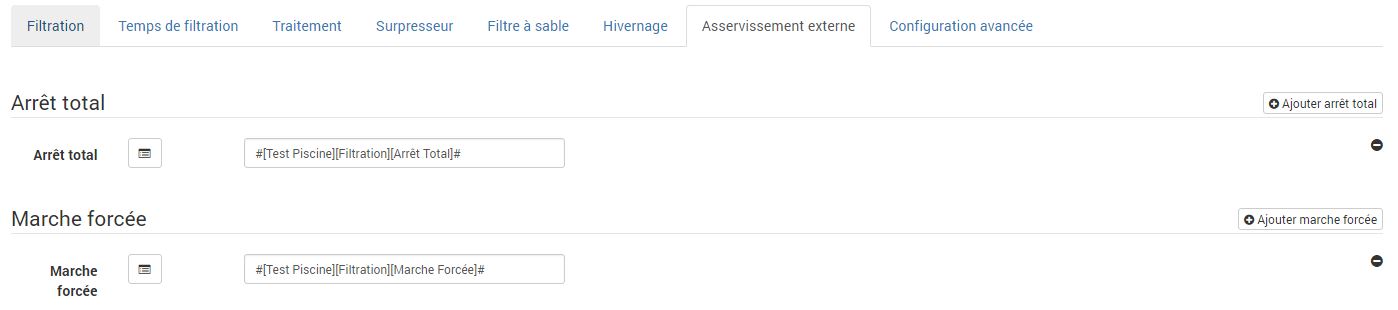 Filtration Temps de filtration Traitement Surpresseur Filtre à sable Hivernage Asservissement externe Configuration avancée
Arrêt total Ajouter arrêt total
Arrêt total #[Test Piscine][Filtration][Arrêt Total]#
Marche forcée Ajouter marche forcée
Marche #[Test Piscine][Filtration][Marche Forcée]#
forcée